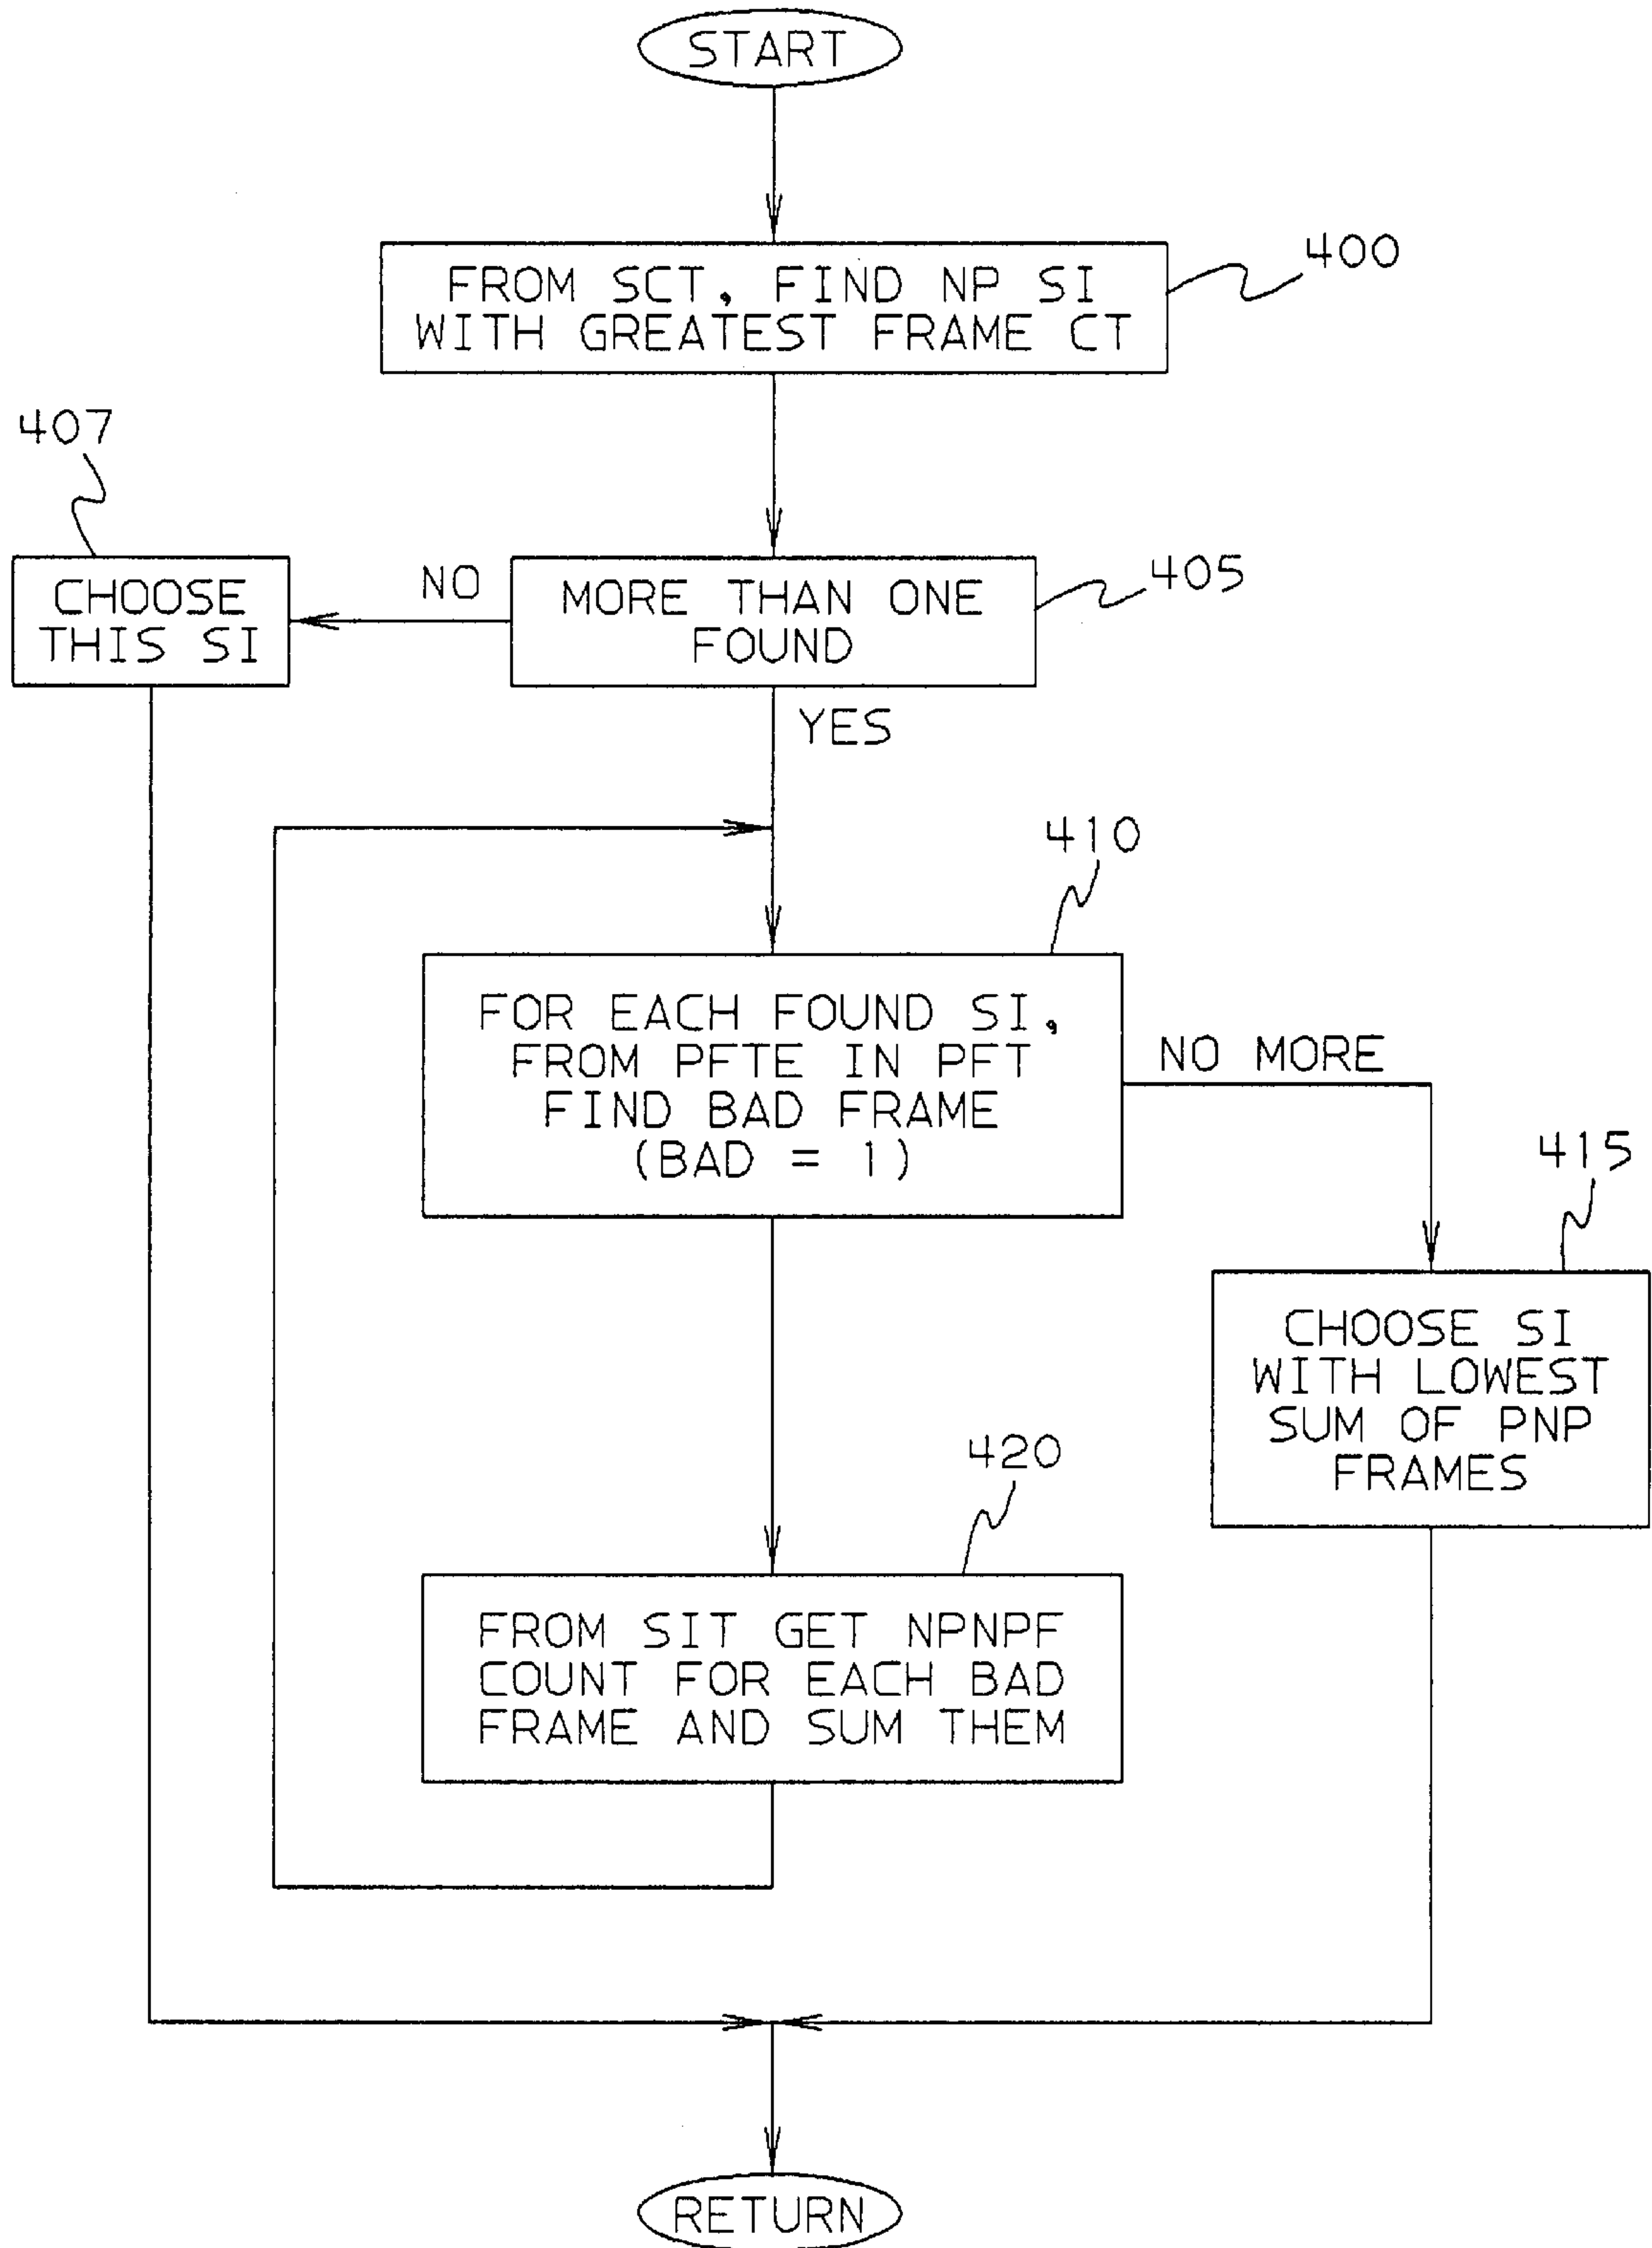 START
FROM SCT, FIND NP SI
WITH GREATEST FRAME CT
400
407
CHOOSE
THIS SI
NO
MORE THAN ONE
FOUND
405
YES
410
FOR EACH FOUND SI,
FROM PFTE IN PFT
FIND BAD FRAME
(BAD = 1)
NO MORE
415
CHOOSE SI
WITH LOWEST
SUM OF PNP
FRAMES
420
FROM SIT GET NPNPF
COUNT FOR EACH BAD
FRAME AND SUM THEM
RETURN